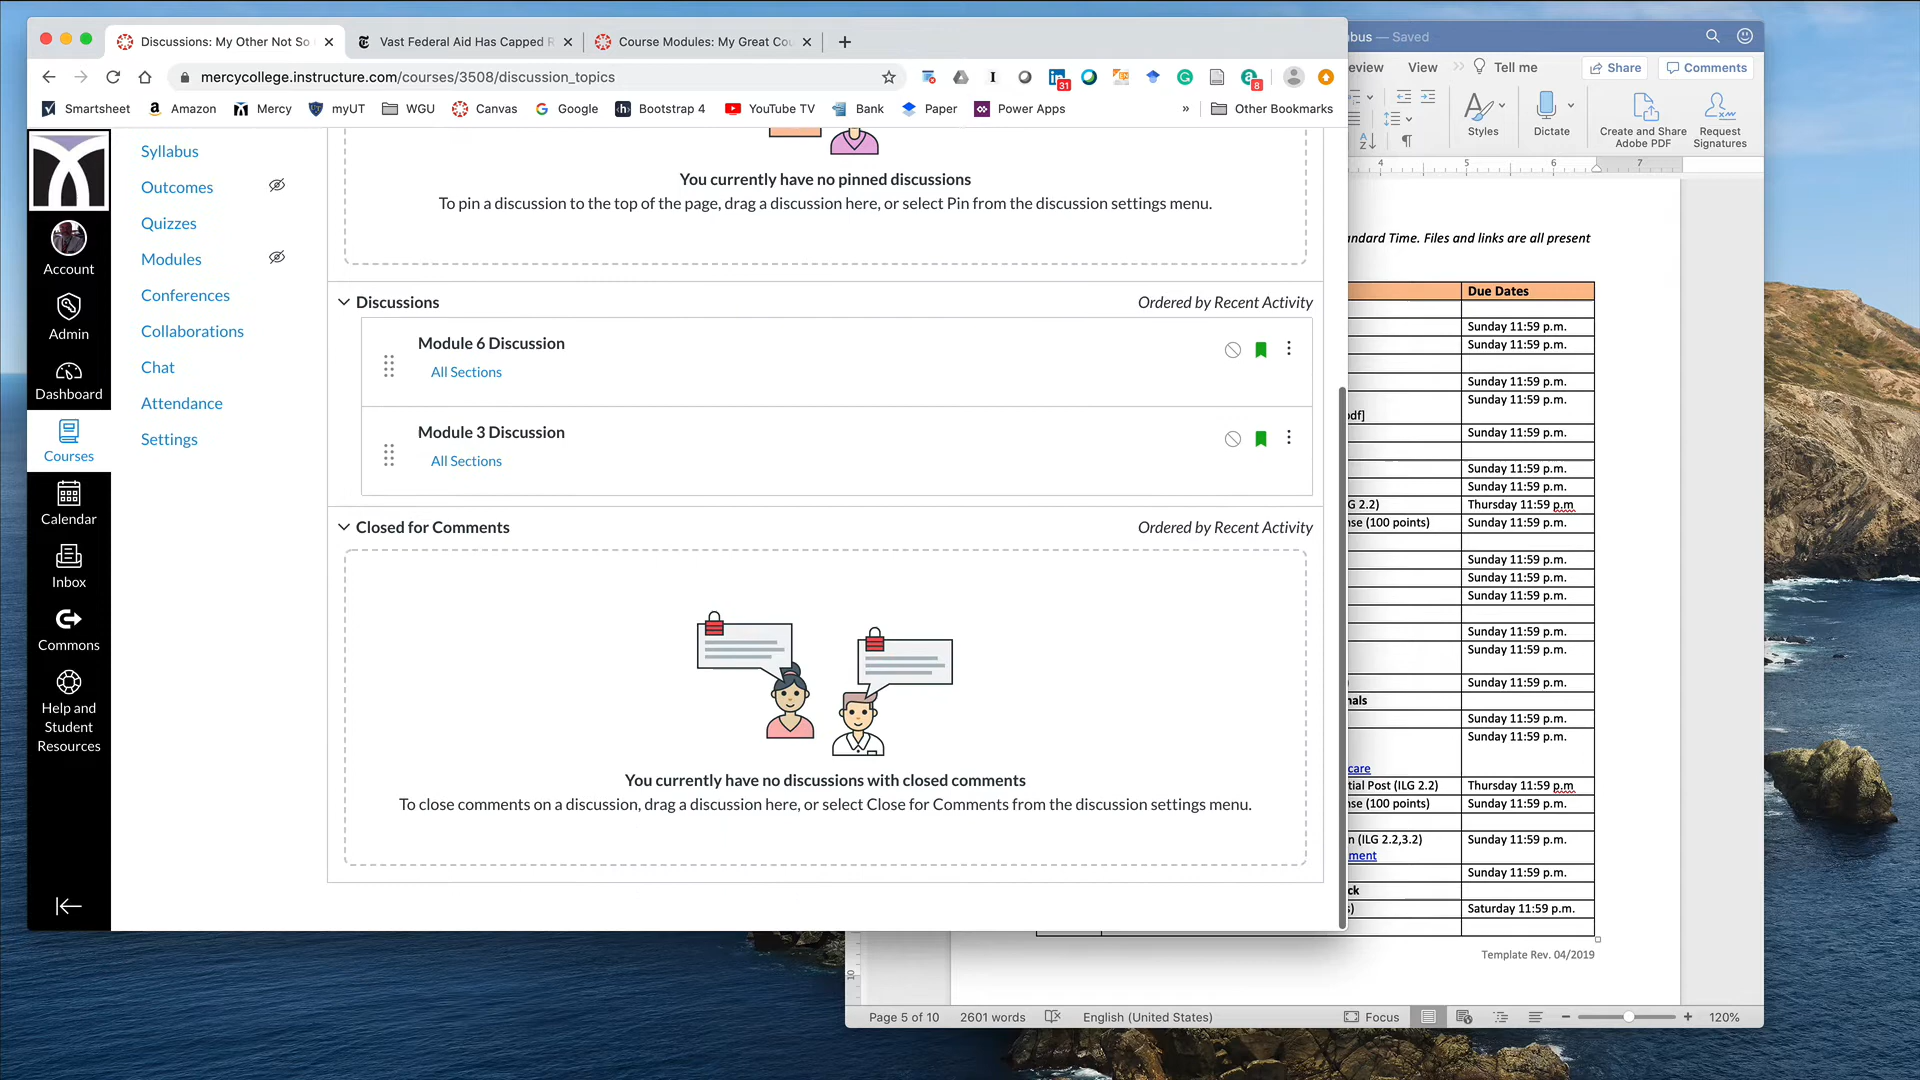 Discussions: My Other Not So
Vast Federal Aid Has Capped R
Course Modules: My Great Cou
mercycollege.instructure.com/courses/3508/discussion_topics
31
8
Smartsheet
Amazon
Mercy
myUT
WGU
Canvas
Google
Bootstrap 4
YouTube TV
Bank
Paper
Power Apps
»
Other Bookmarks
Account
Admin
Dashboard
Courses
Calendar
Inbox
Commons
Help and
Student
Resources
Syllabus
Outcomes
Quizzes
Modules
Conferences
Collaborations
Chat
Attendance
Settings
You currently have no pinned discussions
To pin a discussion to the top of the page, drag a discussion here, or select Pin from the discussion settings menu.
Discussions
Ordered by Recent Activity
Module 6 Discussion
All Sections
Module 3 Discussion
All Sections
Closed for Comments
Ordered by Recent Activity
You currently have no discussions with closed comments
To close comments on a discussion, drag a discussion here, or select Close for Comments from the discussion settings menu.
bus — Saved
eview
View
Tell me
Share
Comments
Styles
Dictate
Create and Share
Adobe PDF
Request
Signatures
4 5 6 7
ndard Time. Files and links are all present
Due Dates
Sunday 11:59 p.m.
Sunday 11:59 p.m.
Sunday 11:59 p.m.
Sunday 11:59 p.m.
pdf]
Sunday 11:59 p.m.
Sunday 11:59 p.m.
Sunday 11:59 p.m.
G 2.2) Thursday 11:59 p.m
nse (100 points) Sunday 11:59 p.m.
Sunday 11:59 p.m.
Sunday 11:59 p.m.
Sunday 11:59 p.m.
Sunday 11:59 p.m.
Sunday 11:59 p.m.
) Sunday 11:59 p.m.
nals
Sunday 11:59 p.m.
Sunday 11:59 p.m.
care
tial Post (ILG 2.2) Thursday 11:59 p.m
nse (100 points) Sunday 11:59 p.m.
n (ILG 2.2,3.2) Sunday 11:59 p.m.
ment
Sunday 11:59 p.m.
ck
s) Saturday 11:59 p.m.
Template Rev. 04/2019
10
Page 5 of 10
2601 words
English (United States)
Focus
120%